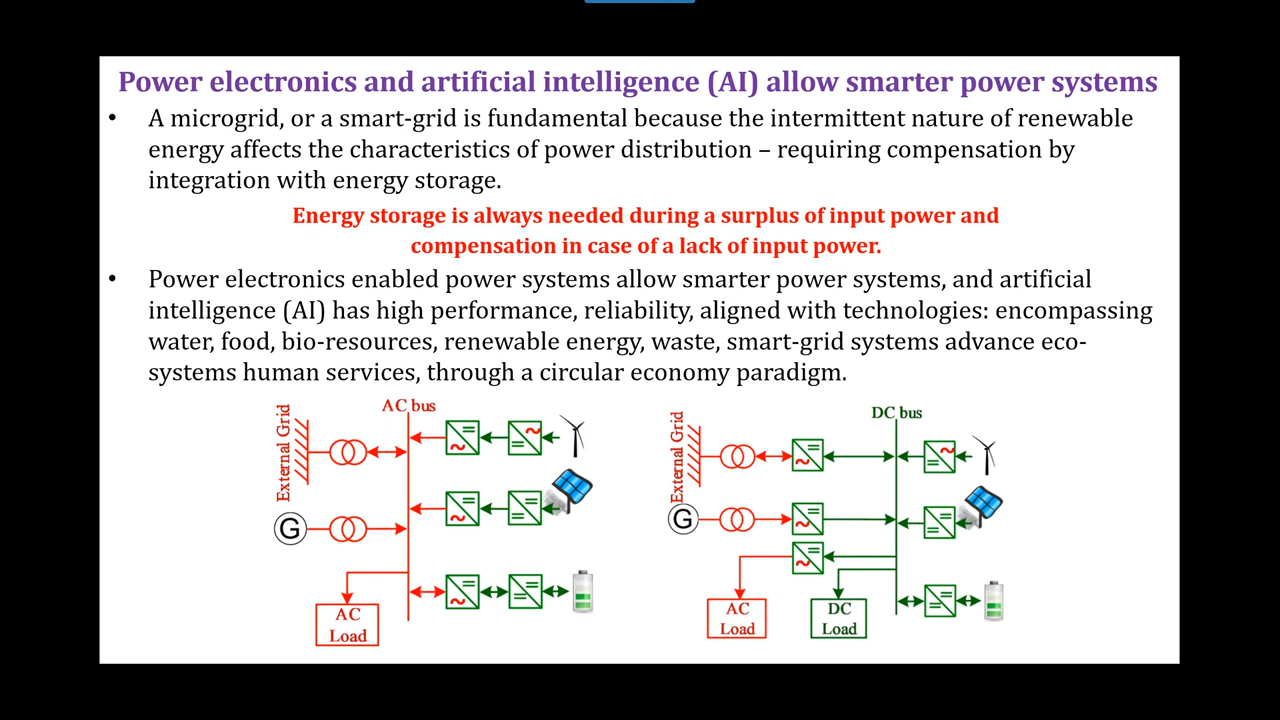 Power electronics and artificial intelligence (AI) allow smarter power systems
• A microgrid, or a smart-grid is fundamental because the intermittent nature of renewable
energy affects the characteristics of power distribution – requiring compensation by
integration with energy storage.
Energy storage is always needed during a surplus of input power and
compensation in case of a lack of input power.
• Power electronics enabled power systems allow smarter power systems, and artificial
intelligence (AI) has high performance, reliability, aligned with technologies: encompassing
water, food, bio-resources, renewable energy, waste, smart-grid systems advance eco-
systems human services, through a circular economy paradigm.
External Grid
AC bus
G
AC
Load
External Grid
DC bus
G
AC
Load
DC
Load